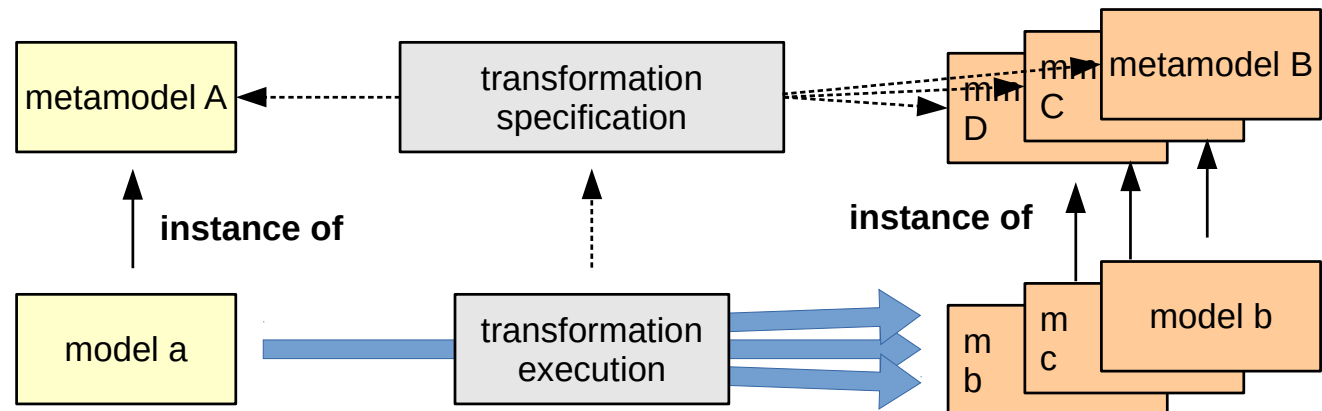 metamodel A
transformation
specification
mm
D
mm
C
metamodel B
instance of
instance of
model a
transformation
execution
m
b
m
c
model b